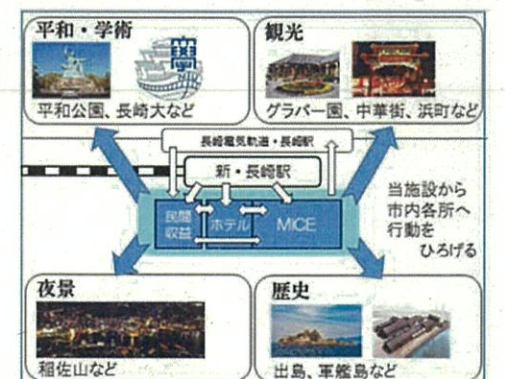 平和・学術
平和公園、長崎大など
観光
グラバー園、中華街、浜町など
長崎電気軌道・長崎駅
新・長崎駅
民間
収益
ホテル
MICE
当施設から
市内各所へ
行動を
ひろげる
夜景
稲佐山など
歴史
出島、軍艦島など